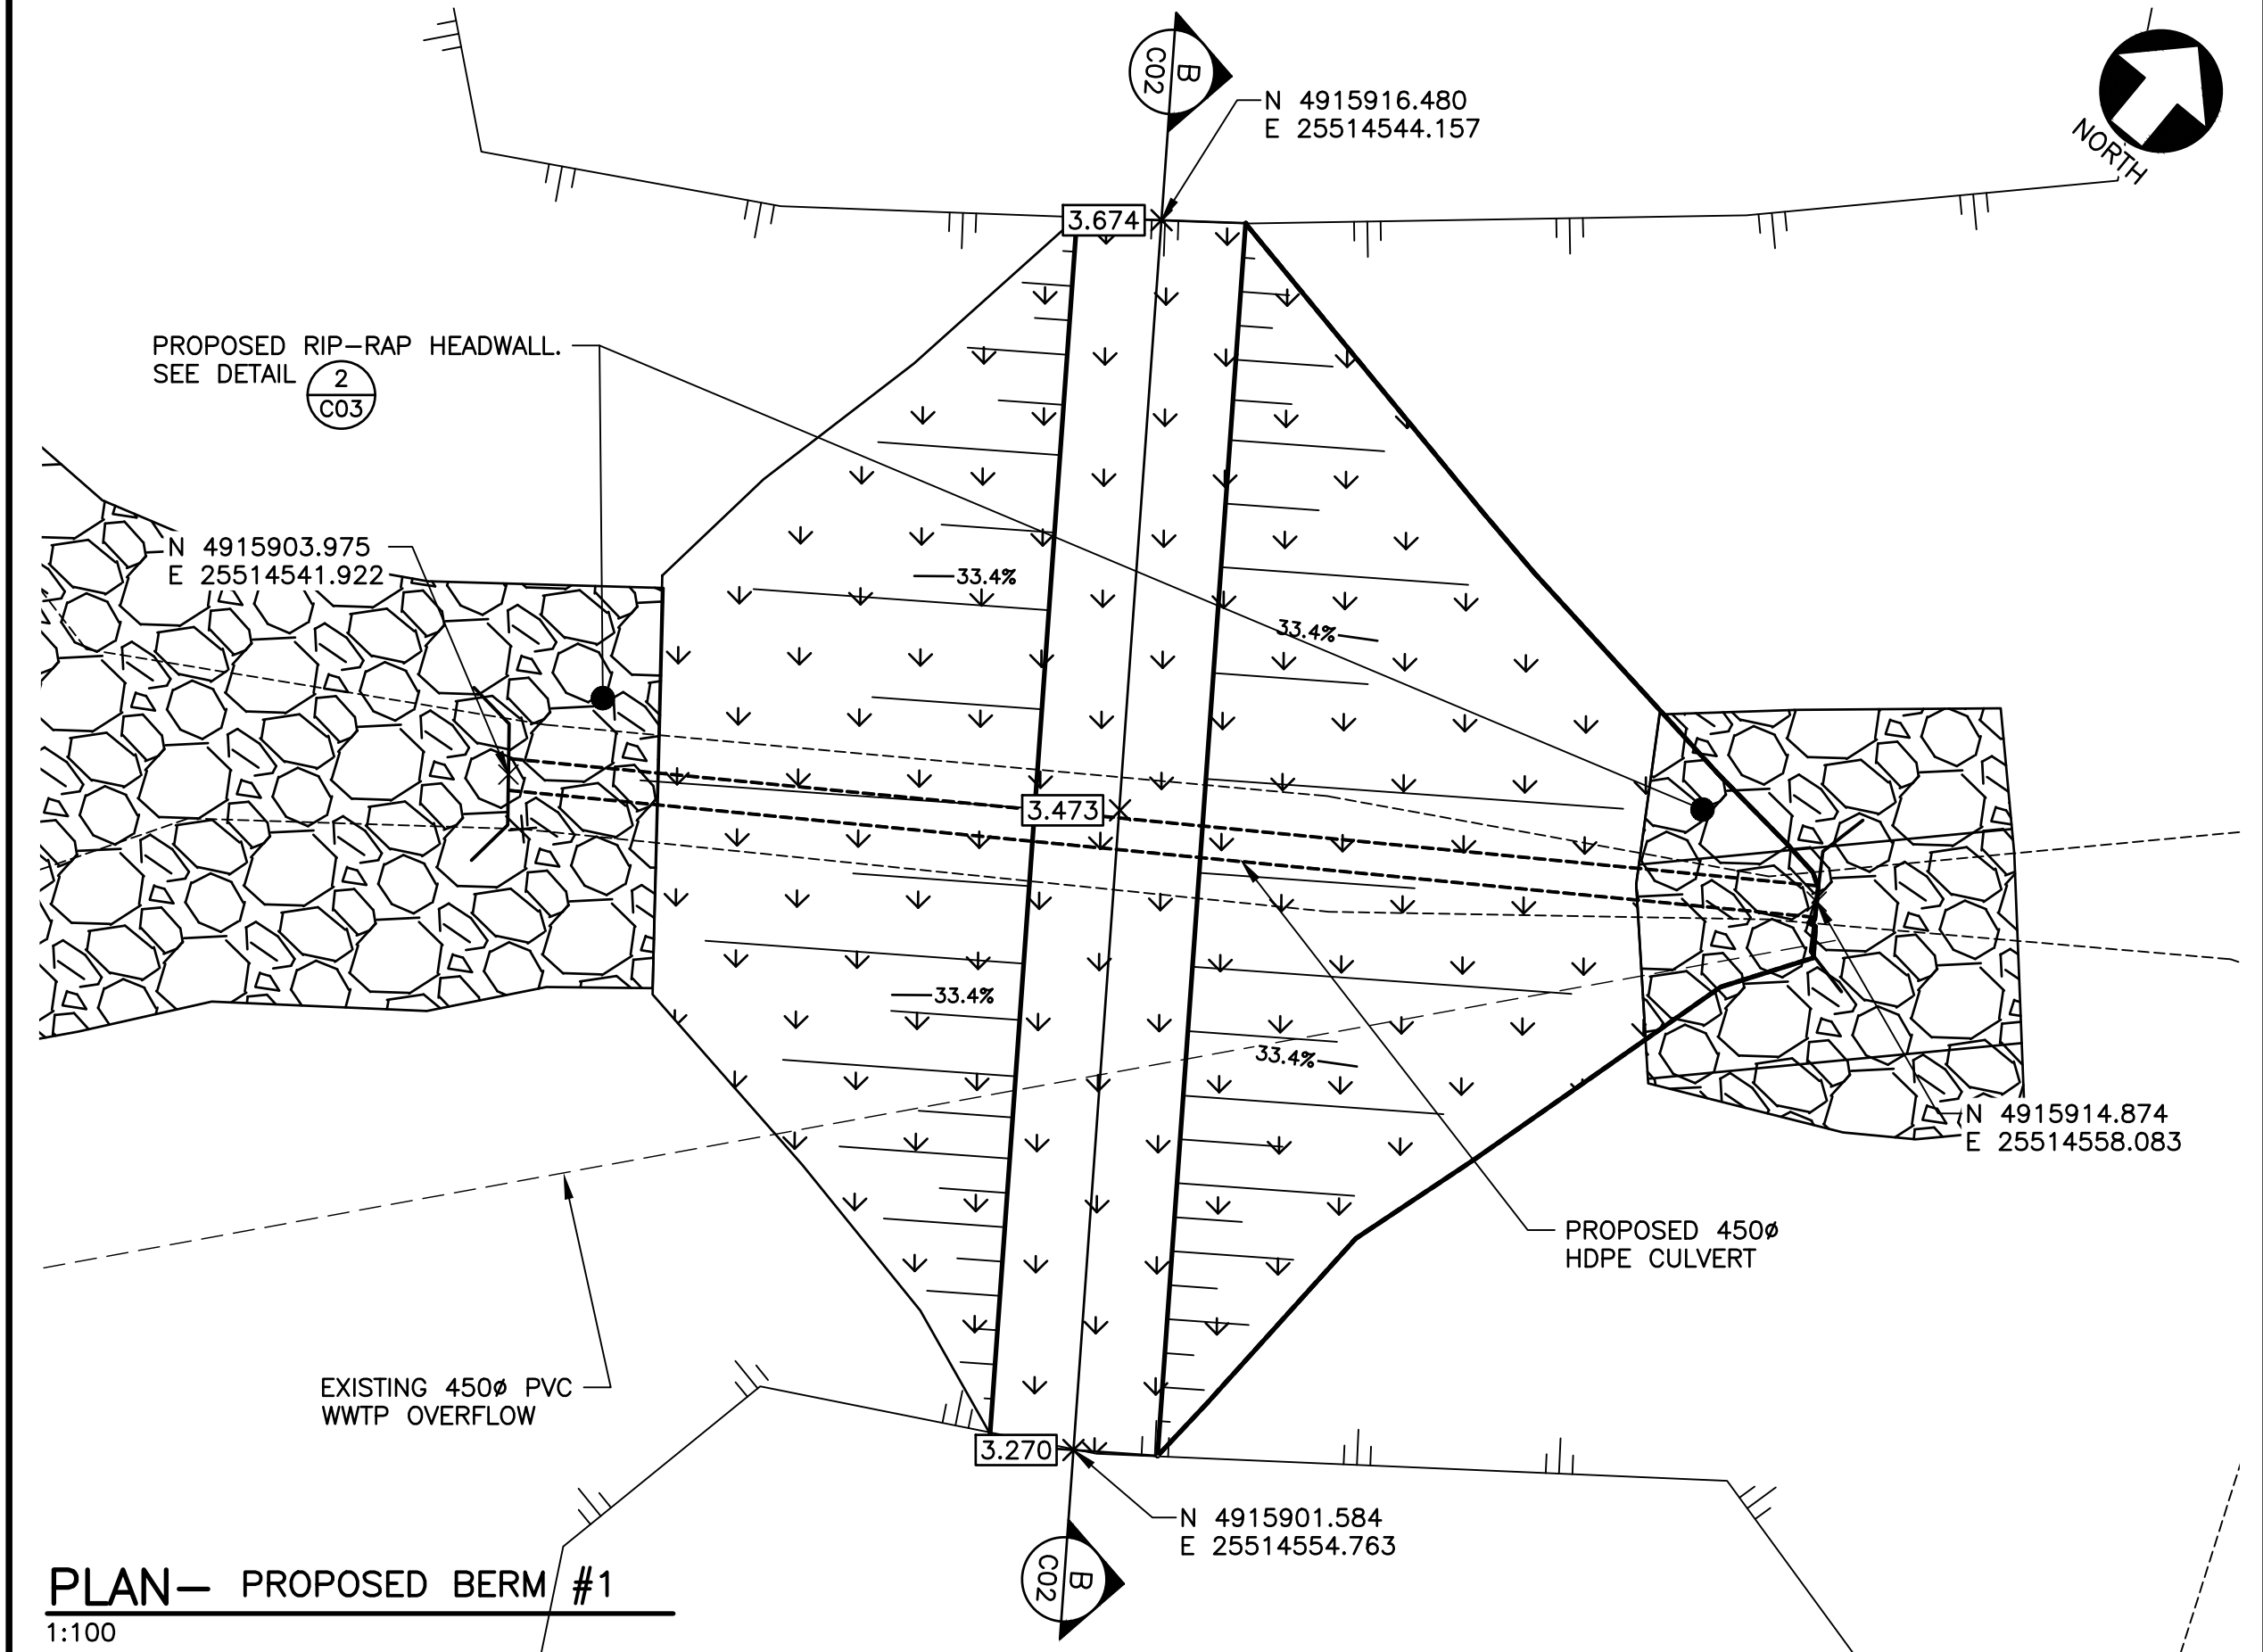 B
C02
N 4915916.480
E 25514544.157
NORTH
3.674
PROPOSED RIP-RAP HEADWALL.
SEE DETAIL
2
C03
N 4915903.975
E 25514541.922
33.4%
33.4%
3.473
33.4%
33.4%
N 4915914.874
E 25514558.083
PROPOSED 450ø
HDPE CULVERT
EXISTING 450ø PVC
WWTP OVERFLOW
3.270
N 4915901.584
E 25514554.763
B
C02
PLAN- PROPOSED BERM #1
1:100